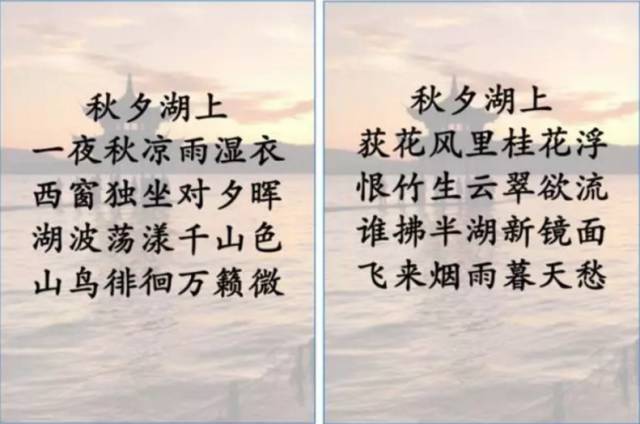 秋夕湖上
一夜秋凉雨湿衣
西窗独坐对夕晖
湖波荡漾千山色
山鸟徘徊万籁微
秋夕湖上
荻花风里桂花浮
恨竹生云翠欲流
谁拂半湖新镜面
飞来烟雨暮天愁